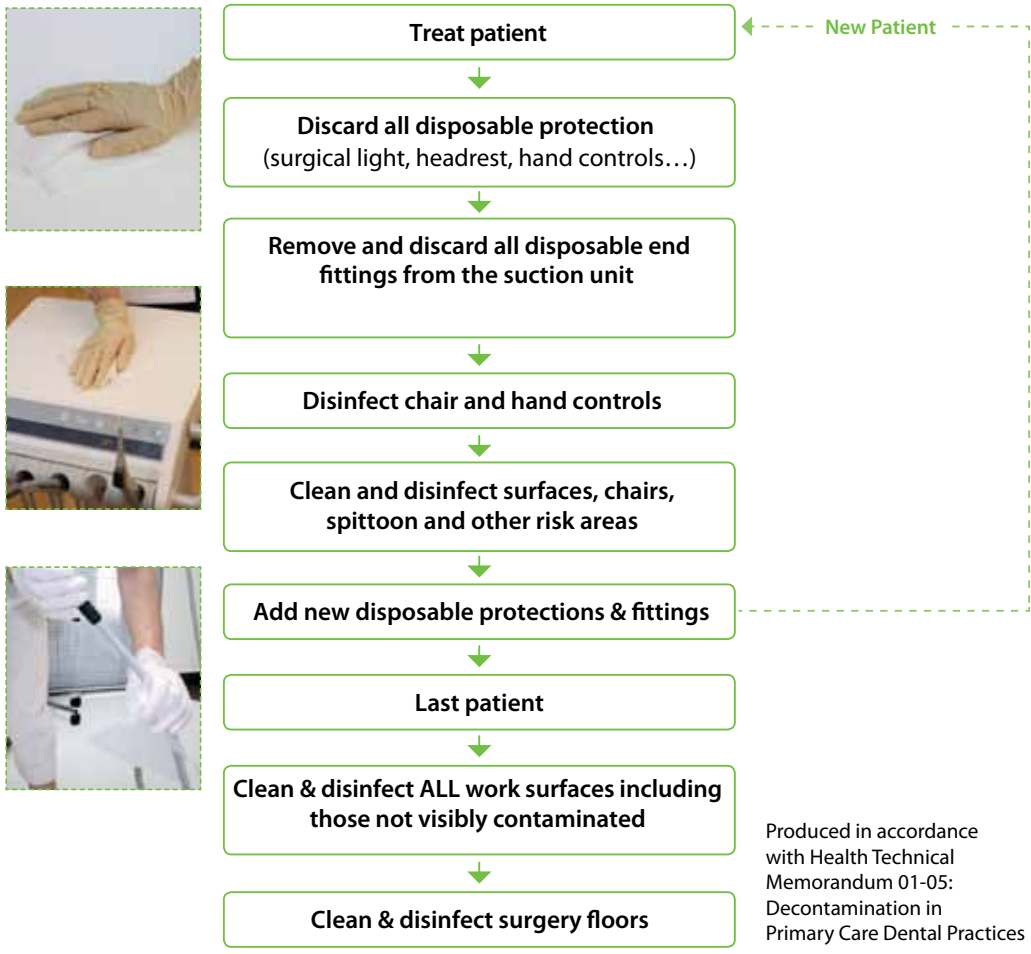 Treat patient
New Patient
Discard all disposable protection
(surgical light, headrest, hand controls…)
Remove and discard all disposable end
fittings from the suction unit
Disinfect chair and hand controls
Clean and disinfect surfaces, chairs,
spittoon and other risk areas
Add new disposable protections & fittings
Last patient
Clean & disinfect ALL work surfaces including
those not visibly contaminated
Clean & disinfect surgery floors
Produced in accordance
with Health Technical
Memorandum 01-05:
Decontamination in
Primary Care Dental Practices